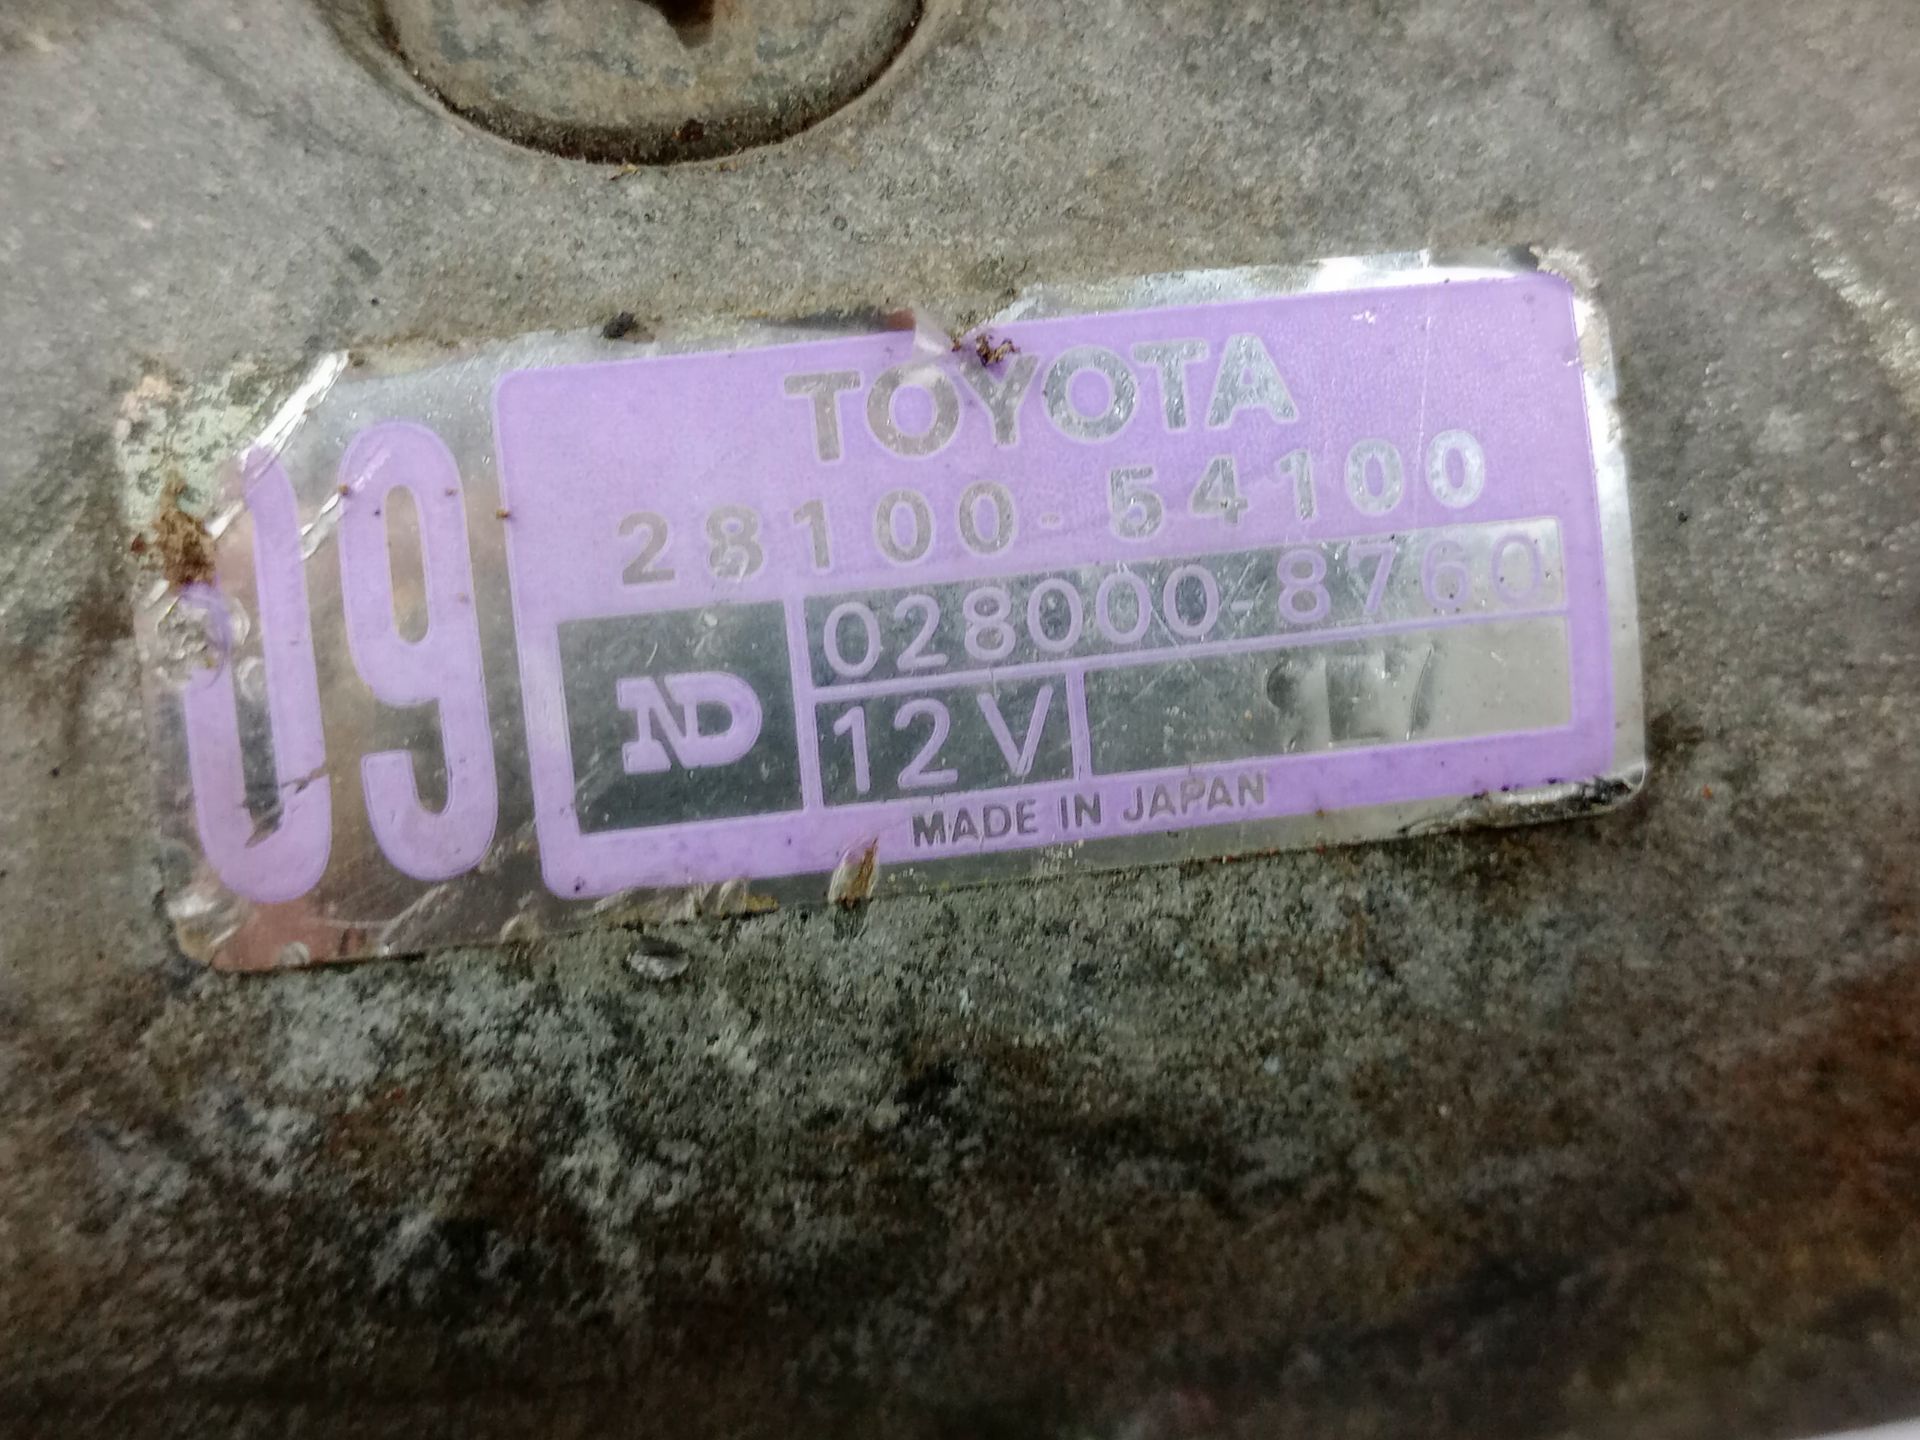 09
TOYOTA
28100-54100
028000-8760
ND
12V
MADE IN JAPAN